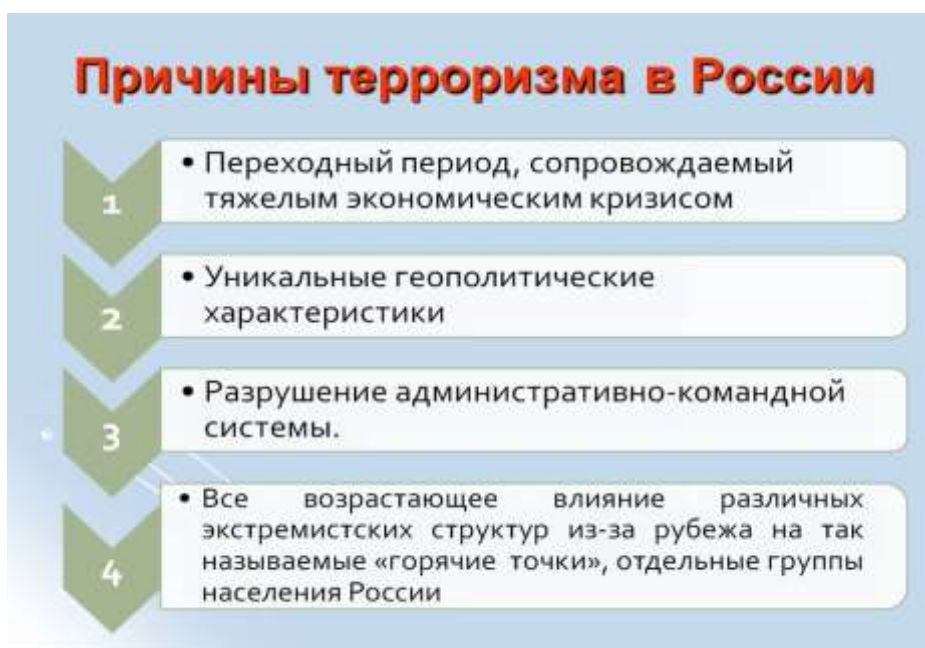 Причины терроризма в России
1
• Переходный период, сопровождаемый
тяжелым экономическим кризисом
2
• Уникальные геополитические
характеристики
3
• Разрушение административно-командной
системы.
4
• Все возрастающее влияние различных
экстремистских структур из-за рубежа на так
называемые «горячие точки», отдельные группы
населения России